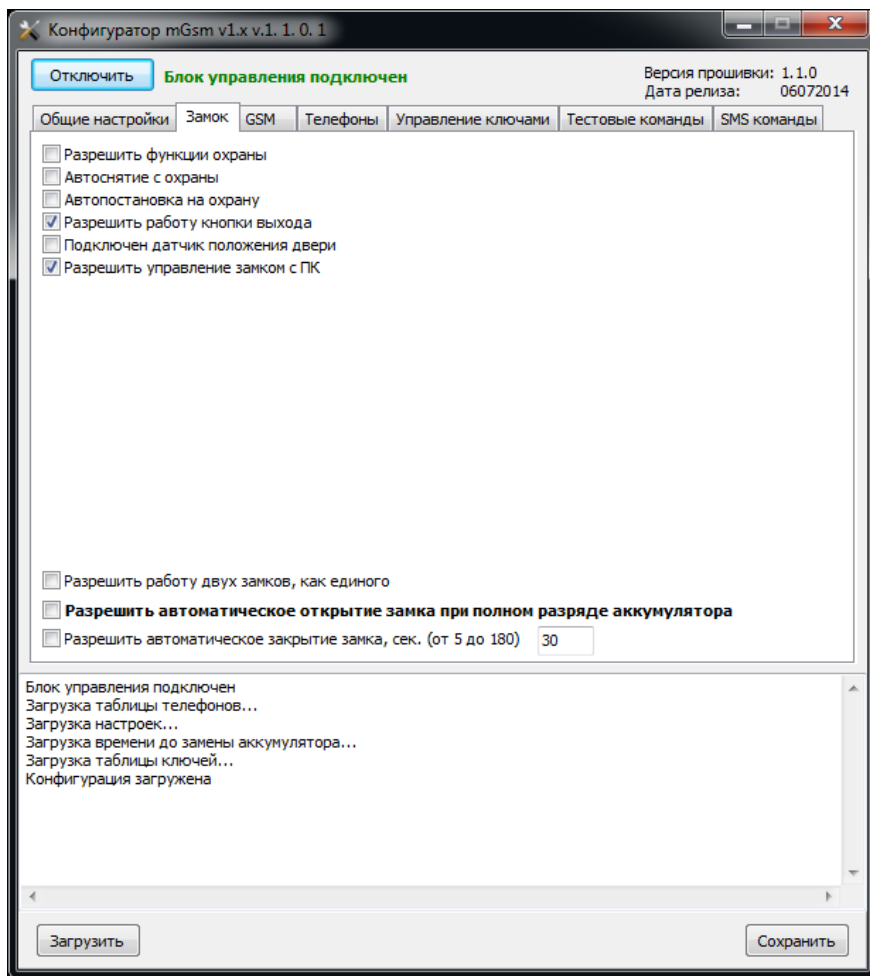 Конфигуратор mGsm v1.x v.1. 1. 0. 1
Отключить Блок управления подключен Версия прошивки: 1.1.0
Дата релиза: 06072014
Общие настройки Замок GSM Телефоны Управление ключами Тестовые команды SMS команды
Разрешить функции охраны
Автоснятие с охраны
Автопостановка на охрану
Разрешить работу кнопки выхода
Подключен датчик положения двери
Разрешить управление замком с ПК
Разрешить работу двух замков, как единого
Разрешить автоматическое открытие замка при полном разряде аккумулятора
Разрешить автоматическое закрытие замка, сек. (от 5 до 180) 30
Блок управления подключен
Загрузка таблицы телефонов...
Загрузка настроек...
Загрузка времени до замены аккумулятора...
Загрузка таблицы ключей...
Конфигурация загружена
Загрузить Сохранить